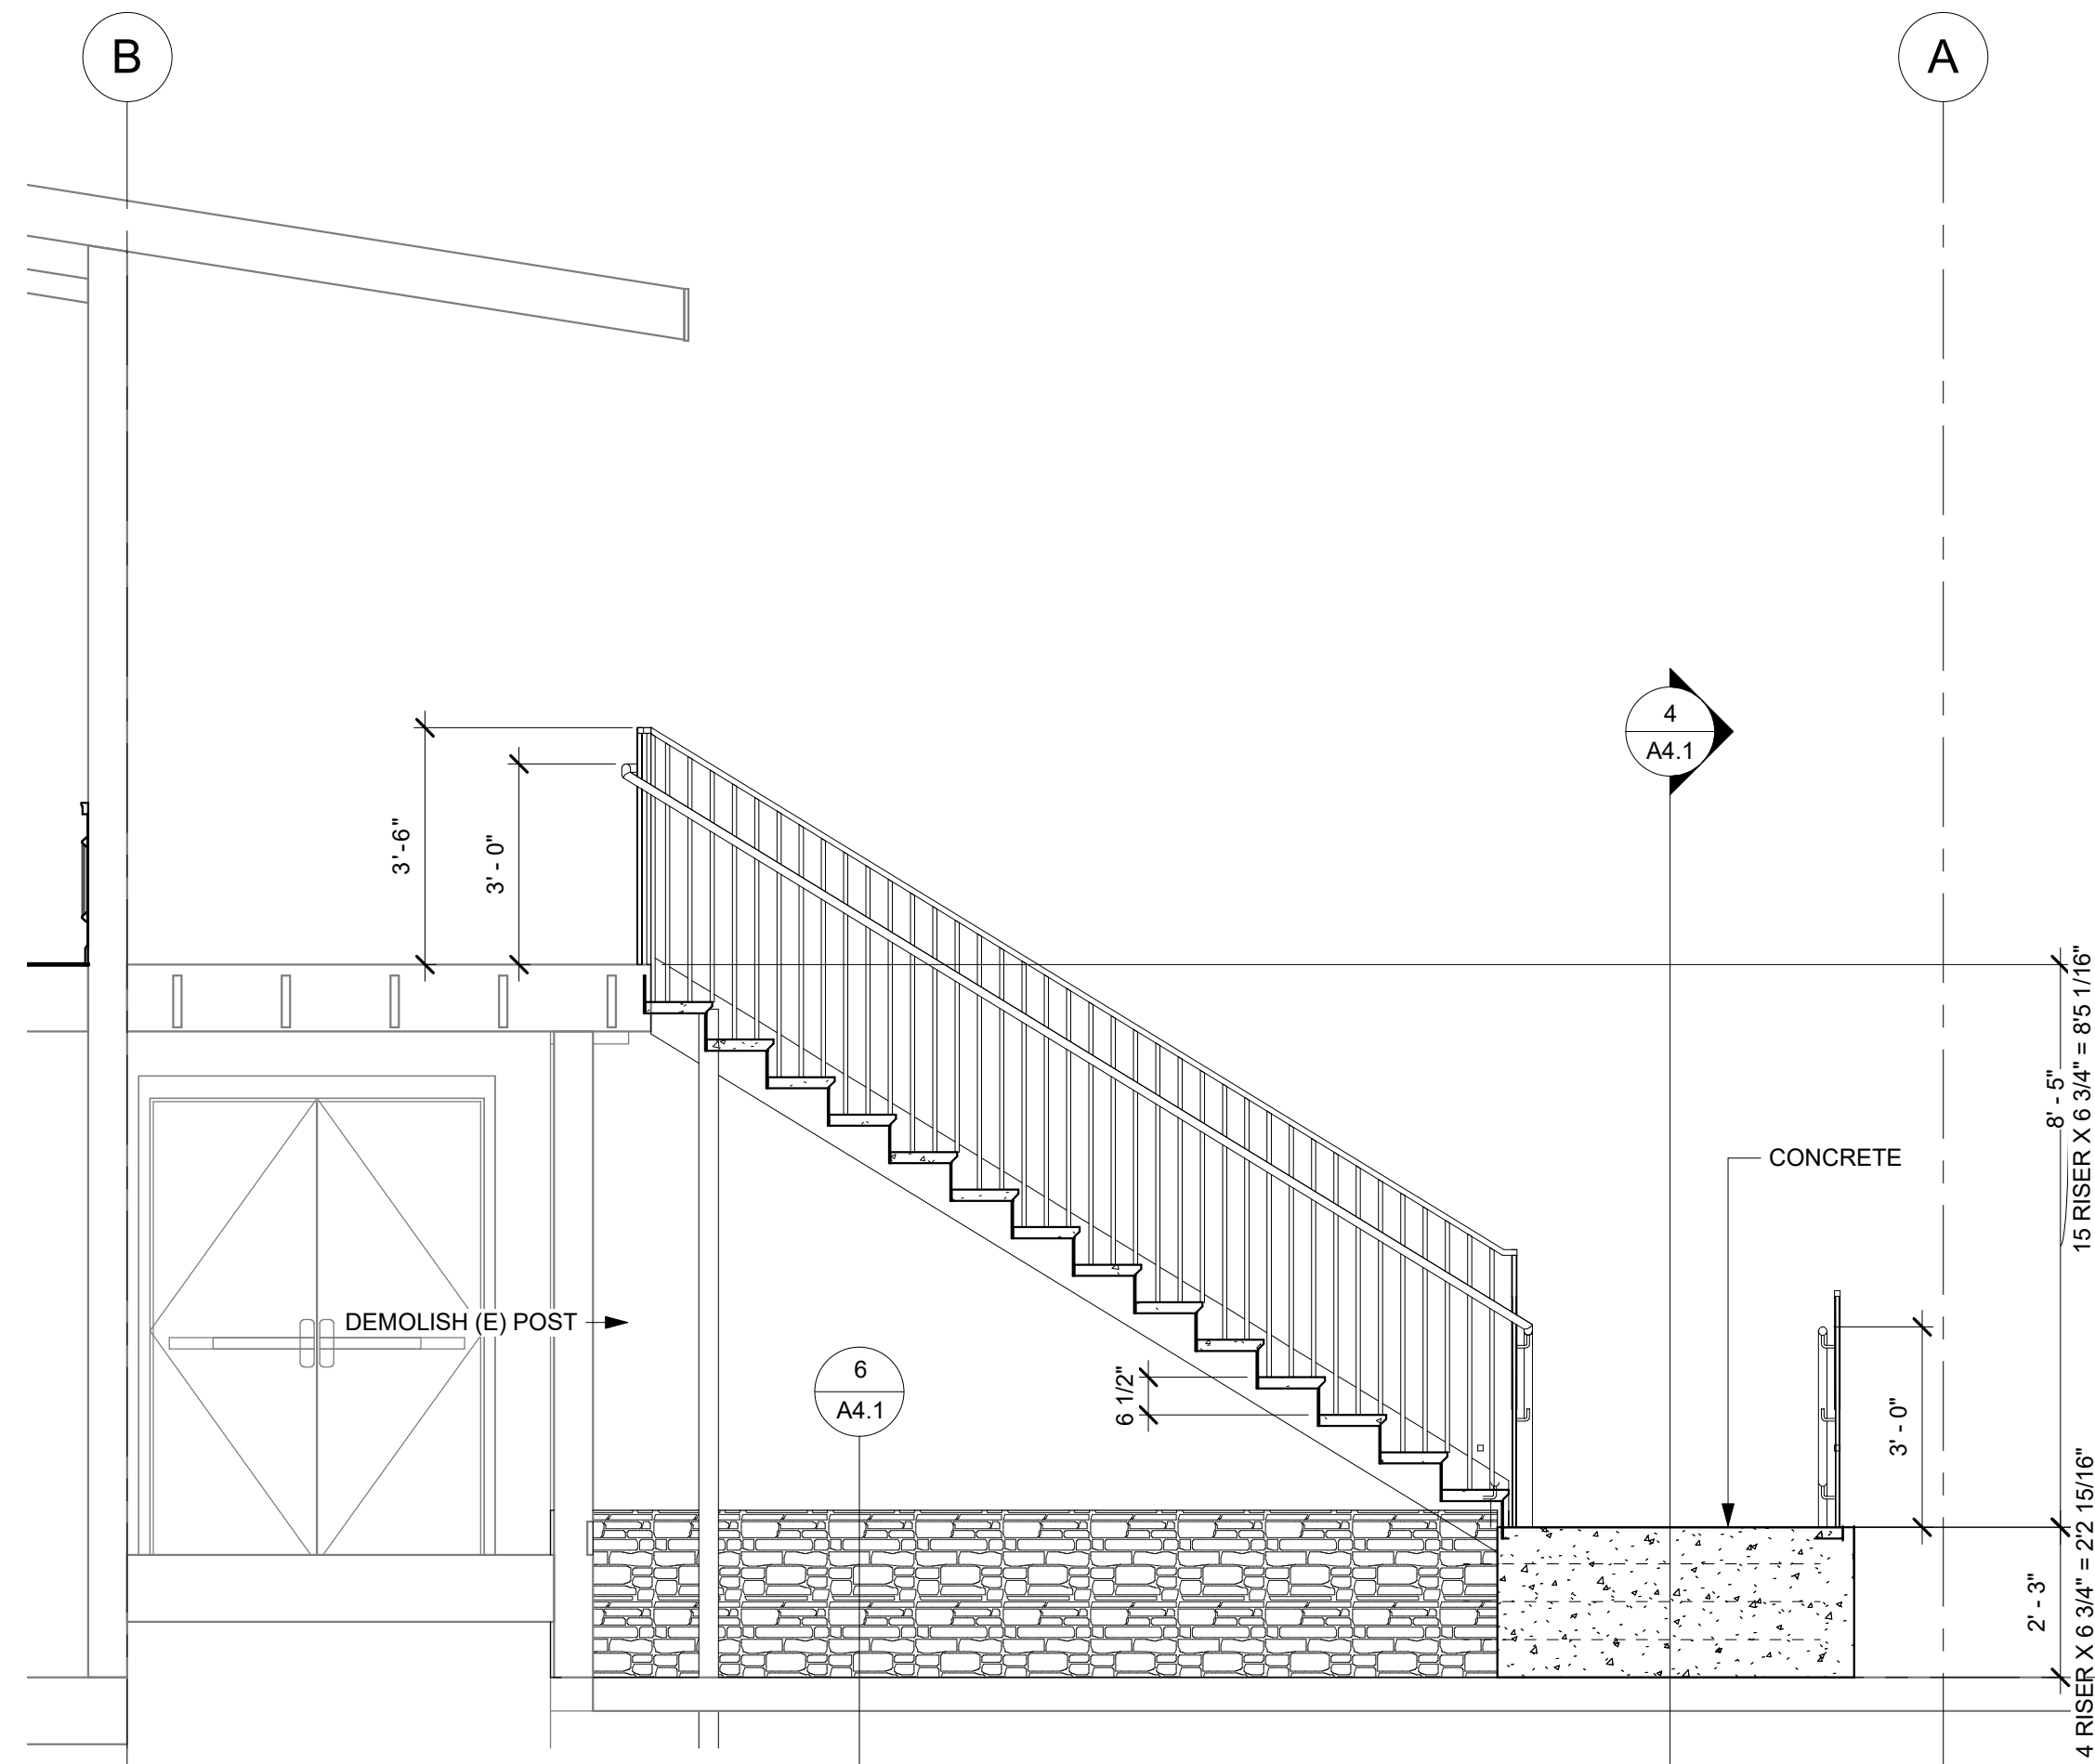 B
A
4
A4.1
3'-6"
3' - 0"
8' - 5"
15 RISER X 6 3/4" = 8'5 1/16"
CONCRETE
DEMOLISH (E) POST
6
A4.1
6 1/2"
3' - 0"
2' - 3"
4 RISER X 6 3/4" = 2'2 15/16"